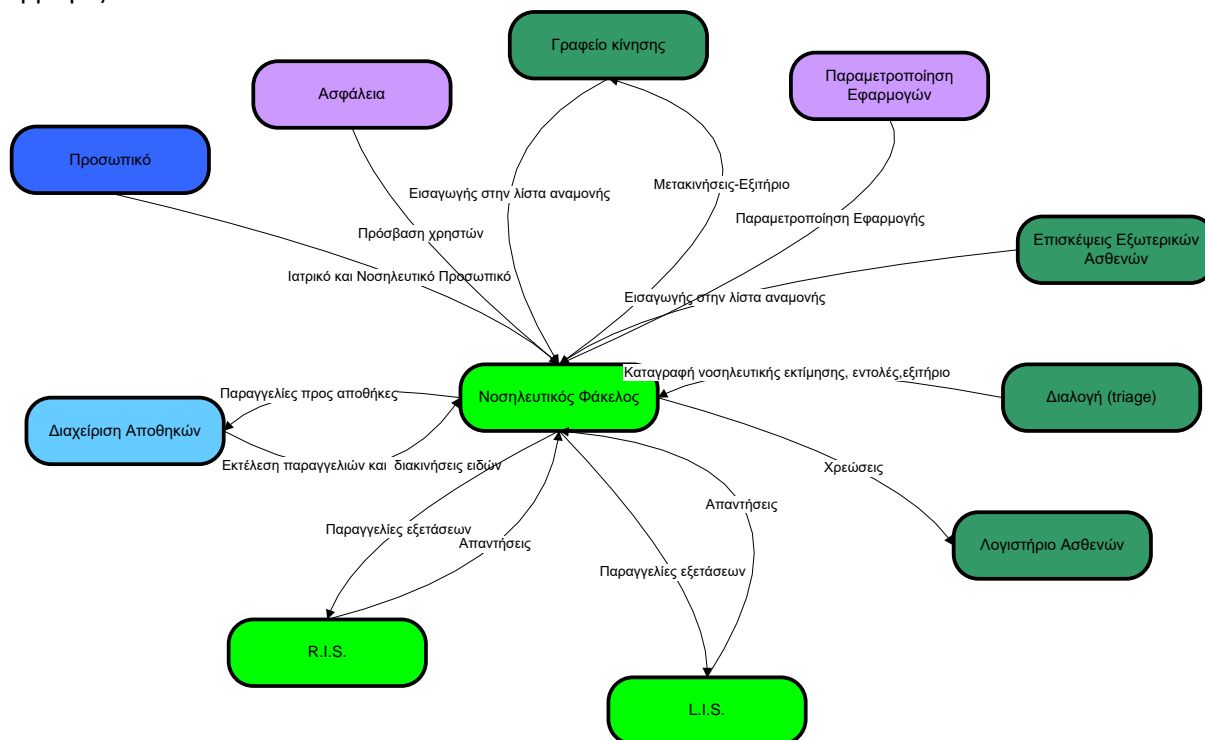 Γραφείο κίνησης
Ασφάλεια
Παραμετροποίηση
Εφαρμογών
Προσωπικό
Εισαγωγής στην λίστα αναμονής
Μετακινήσεις-Εξιτήριο
Παραμετροποίηση Εφαρμογής
Πρόσβαση χρηστών
Επισκέψεις Εξωτερικών
Ασθενών
Ιατρικό και Νοσηλευτικό Προσωπικό
Εισαγωγής στην λίστα αναμονής
Καταγραφή νοσηλευτικής εκτίμησης, εντολές,εξιτήριο
Παραγγελίες προς αποθήκες
Νοσηλευτικός Φάκελος
Διαλογή (triage)
Διαχείριση Αποθηκών
Εκτέλεση παραγγελιών και διακινήσεις ειδών
Χρεώσεις
Παραγγελίες εξετάσεων
Απαντήσεις
Απαντήσεις
Λογιστήριο Ασθενών
Παραγγελίες εξετάσεων
R.I.S.
L.I.S.